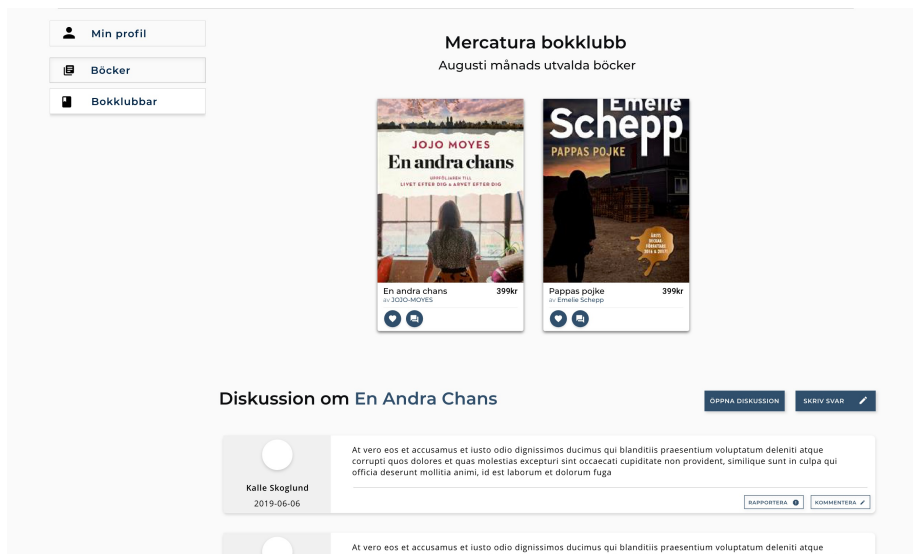 Min profil
Böcker
Bokklubbar
Mercatura bokklubb
Augusti månads utvalda böcker
JOJO MOYES
En andra chans
UPPFÖLJAREN TILL
LIVET EFTER DIG & ARVET EFTER DIG
En andra chans 399kr
av JOJO-MOYES
Emelie
Schepp
PAPPAS POJKE
ÅRETS
DECKAR-
FÖRFATTARE
2016 & 2017
Pappas pojke 399kr
av Emelie Schepp
Diskussion om En Andra Chans
ÖPPNA DISKUSSION
SKRIV SVAR
Kalle Skoglund
2019-06-06
At vero eos et accusamus et iusto odio dignissimos ducimus qui blanditiis praesentium voluptatum deleniti atque
corrupti quos dolores et quas molestias excepturi sint occaecati cupiditate non provident, similique sunt in culpa qui
officia deserunt mollitia animi, id est laborum et dolorum fuga
RAPPORTERA
KOMMENTERA
At vero eos et accusamus et iusto odio dignissimos ducimus qui blanditiis praesentium voluptatum deleniti atque